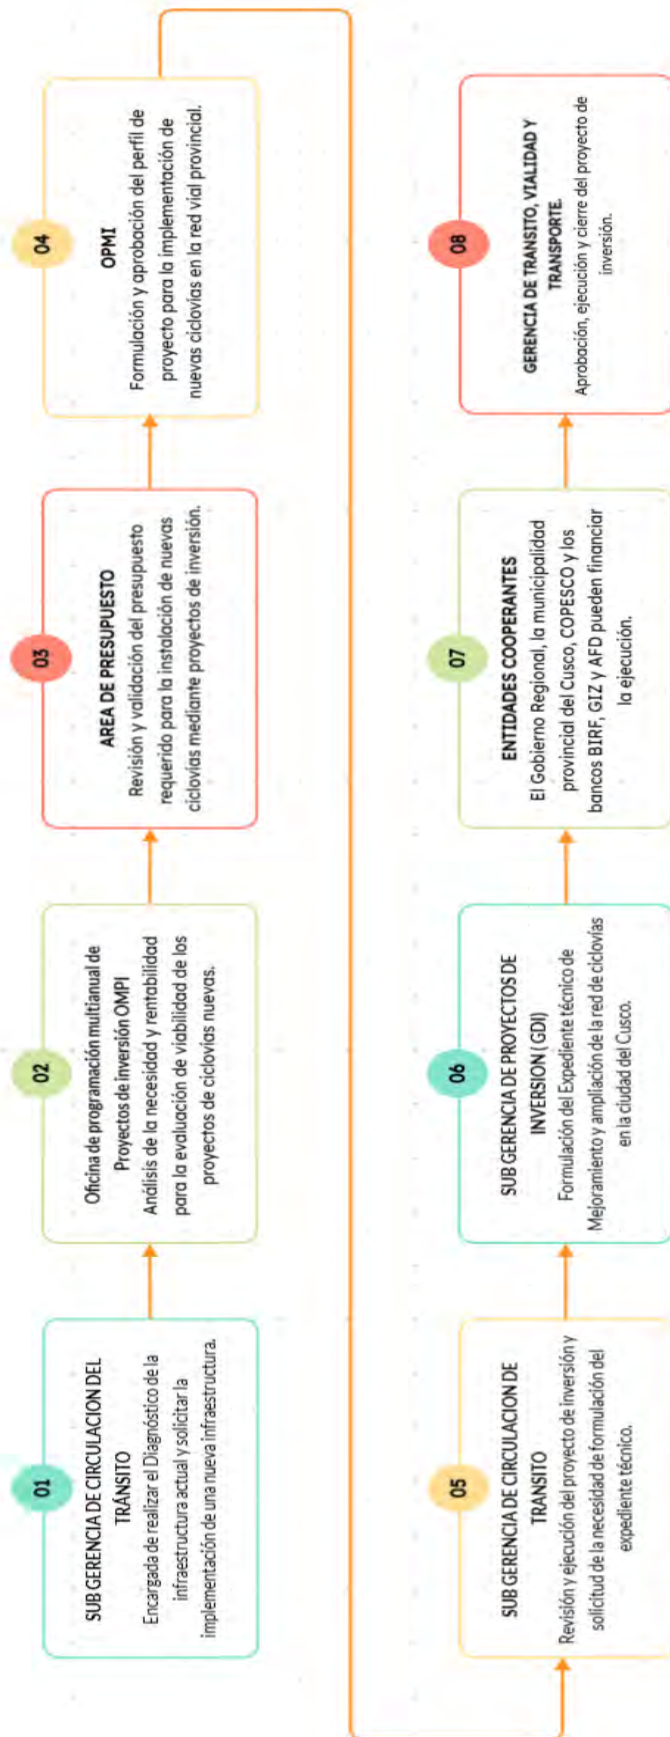 01
SUB GERENCIA DE CIRCULACION DEL
TRÁNSITO
Encargada de realizar el Diagnóstico de la
infraestructura actual y solicitar la
implementación de una nueva infraestructura.
02
Oficina de programación multianual de
Proyectos de inversión OMPI
Análisis de la necesidad y rentabilidad
para la evaluación de viabilidad de los
proyectos de ciclovías nuevas.
03
AREA DE PRESUPUESTO
Revisión y validación del presupuesto
requerido para la instalación de nuevas
ciclovías mediante proyectos de inversión.
04
OPMI
Formulación y aprobación del perfil de
proyecto para la implementación de
nuevas ciclovías en la red vial provincial.
05
SUB GERENCIA DE CIRCULACION DE
TRANSITO
Revisión y ejecución del proyecto de inversión y
solicitud de la necesidad de formulación del
expediente técnico.
06
SUB GERENCIA DE PROYECTOS DE
INVERSION ( GDI)
Formulación del Expediente técnico de
Mejoramiento y ampliación de la red de ciclovías
en la ciudad del Cusco.
07
ENTIDADES COOPERANTES
El Gobierno Regional, la municipalidad
provincial del Cusco, COPESCO y los
bancos BIRF, GIZ y AFD pueden financiar
la ejecución.
08
GERENCIA DE TRANSITO, VIALIDAD Y
TRANSPORTE.
Aprobación, ejecución y cierre del proyecto de
inversión.